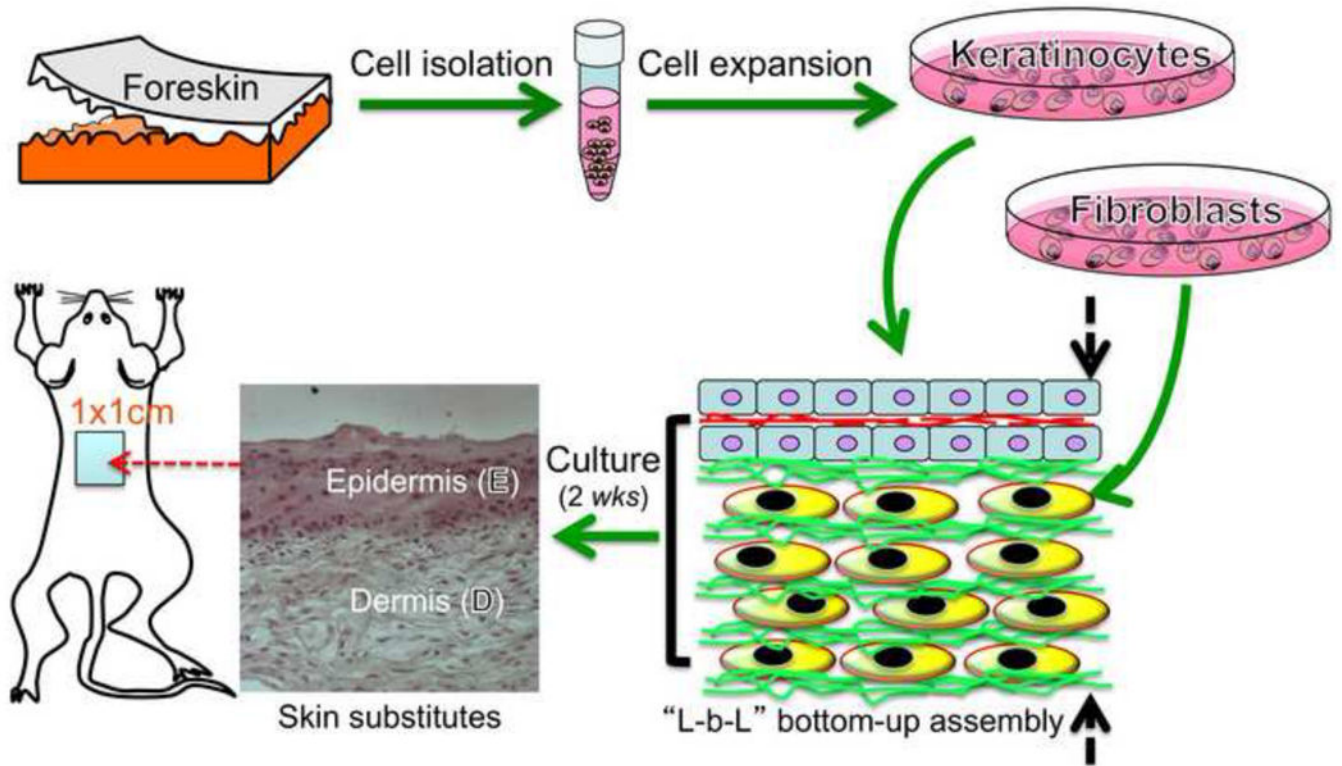 Foreskin
Cell isolation
Cell expansion
Keratinocytes
Fibroblasts
1x1cm
Epidermis (E)
Dermis (D)
Culture
(2 wks)
Skin substitutes
“L-b-L” bottom-up assembly